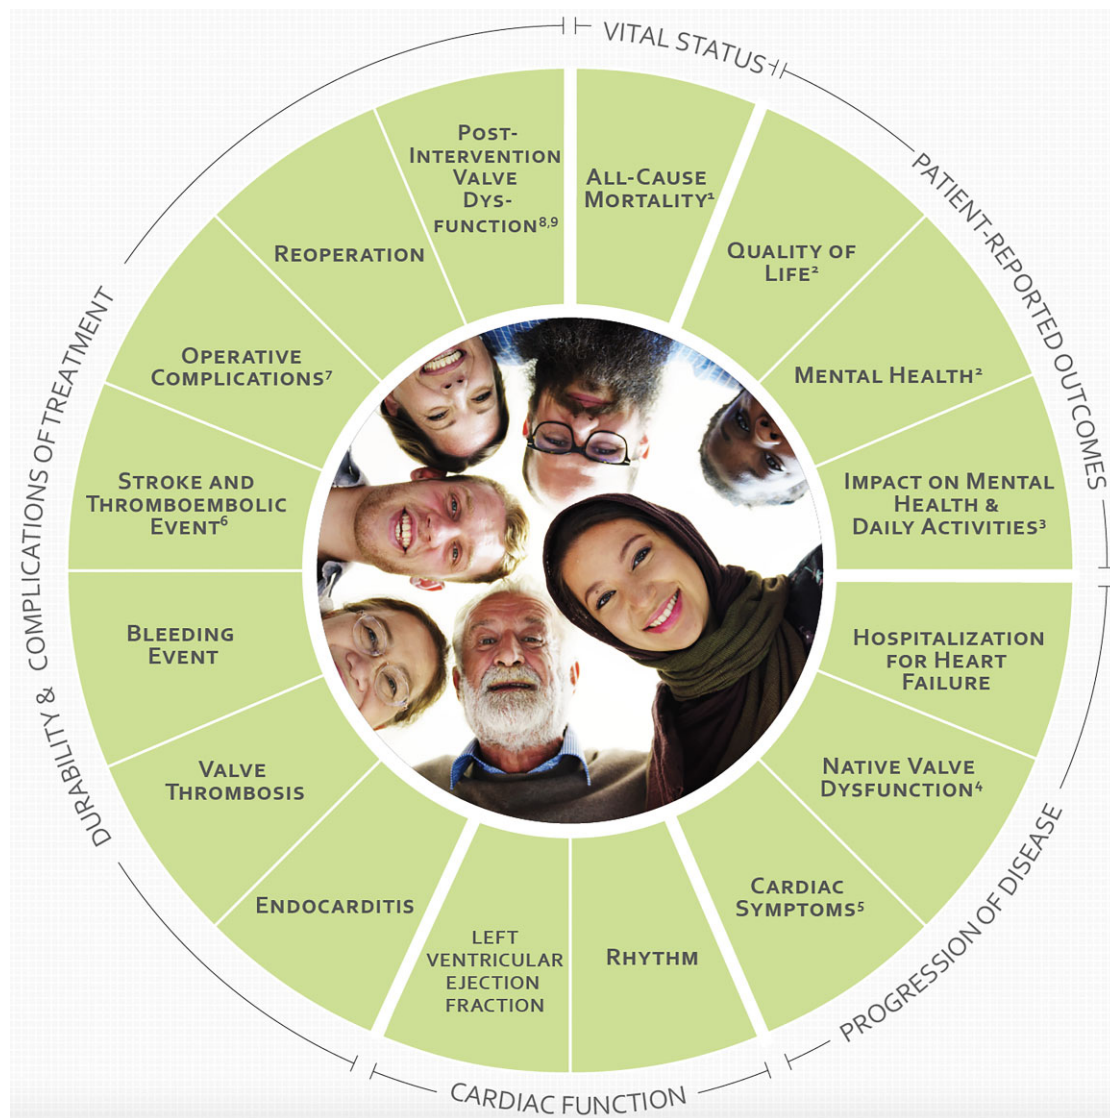 VITAL STATUS
ALL-CAUSE
MORTALITY¹
PATIENT-REPORTED OUTCOMES
QUALITY OF
LIFE²
MENTAL HEALTH²
IMPACT ON MENTAL
HEALTH &
DAILY ACTIVITIES³
PROGRESSION OF DISEASE
HOSPITALIZATION
FOR HEART
FAILURE
NATIVE VALVE
DYSFUNCTION⁴
CARDIAC
SYMPTOMS⁵
CARDIAC FUNCTION
RHYTHM
LEFT
VENTRICULAR
EJECTION
FRACTION
DURABILITY & COMPLICATIONS OF TREATMENT
ENDOCARDITIS
VALVE
THROMBOSIS
BLEEDING
EVENT
STROKE AND
THROMBOEMBOLIC
EVENT⁶
OPERATIVE
COMPLICATIONS⁷
REOPERATION
POST-
INTERVENTION
VALVE
DYS-
FUNCTION⁸,⁹